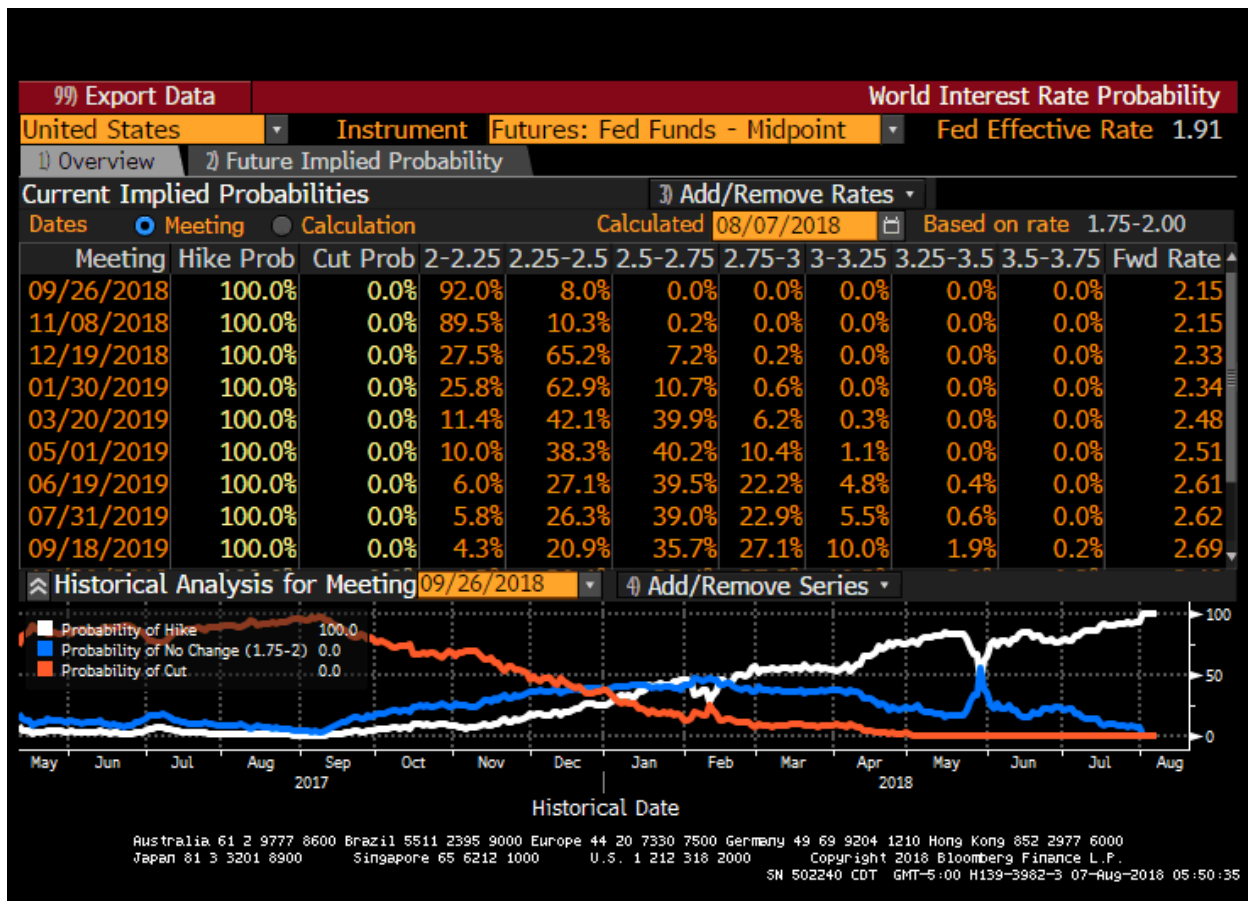 99) Export Data World Interest Rate Probability
United States Instrument Futures: Fed Funds - Midpoint Fed Effective Rate 1.91
1) Overview 2) Future Implied Probability
Current Implied Probabilities 3) Add/Remove Rates
Dates Meeting Calculation Calculated 08/07/2018 Based on rate 1.75-2.00
Meeting Hike Prob Cut Prob 2-2.25 2.25-2.5 2.5-2.75 2.75-3 3-3.25 3.25-3.5 3.5-3.75 Fwd Rate
09/26/2018 100.0% 0.0% 92.0% 8.0% 0.0% 0.0% 0.0% 0.0% 0.0% 2.15
11/08/2018 100.0% 0.0% 89.5% 10.3% 0.2% 0.0% 0.0% 0.0% 0.0% 2.15
12/19/2018 100.0% 0.0% 27.5% 65.2% 7.2% 0.2% 0.0% 0.0% 0.0% 2.33
01/30/2019 100.0% 0.0% 25.8% 62.9% 10.7% 0.6% 0.0% 0.0% 0.0% 2.34
03/20/2019 100.0% 0.0% 11.4% 42.1% 39.9% 6.2% 0.3% 0.0% 0.0% 2.48
05/01/2019 100.0% 0.0% 10.0% 38.3% 40.2% 10.4% 1.1% 0.0% 0.0% 2.51
06/19/2019 100.0% 0.0% 6.0% 27.1% 39.5% 22.2% 4.8% 0.4% 0.0% 2.61
07/31/2019 100.0% 0.0% 5.8% 26.3% 39.0% 22.9% 5.5% 0.6% 0.0% 2.62
09/18/2019 100.0% 0.0% 4.3% 20.9% 35.7% 27.1% 10.0% 1.9% 0.2% 2.69
Historical Analysis for Meeting 09/26/2018 4) Add/Remove Series
Probability of Hike 100.0
Probability of No Change (1.75-2) 0.0
Probability of Cut 0.0
100
50
0
May Jun Jul Aug Sep Oct Nov Dec Jan Feb Mar Apr May Jun Jul Aug
2017 2018
Historical Date
Australia 61 2 9777 8600 Brazil 5511 2395 9000 Europe 44 20 7330 7500 Germany 49 69 9204 1210 Hong Kong 852 2977 6000
Japan 81 3 3201 8900 Singapore 65 6212 1000 U.S. 1 212 318 2000 Copyright 2018 Bloomberg Finance L.P.
SN 502240 CDT GMT-5:00 H139-3982-3 07-Aug-2018 05:50:35